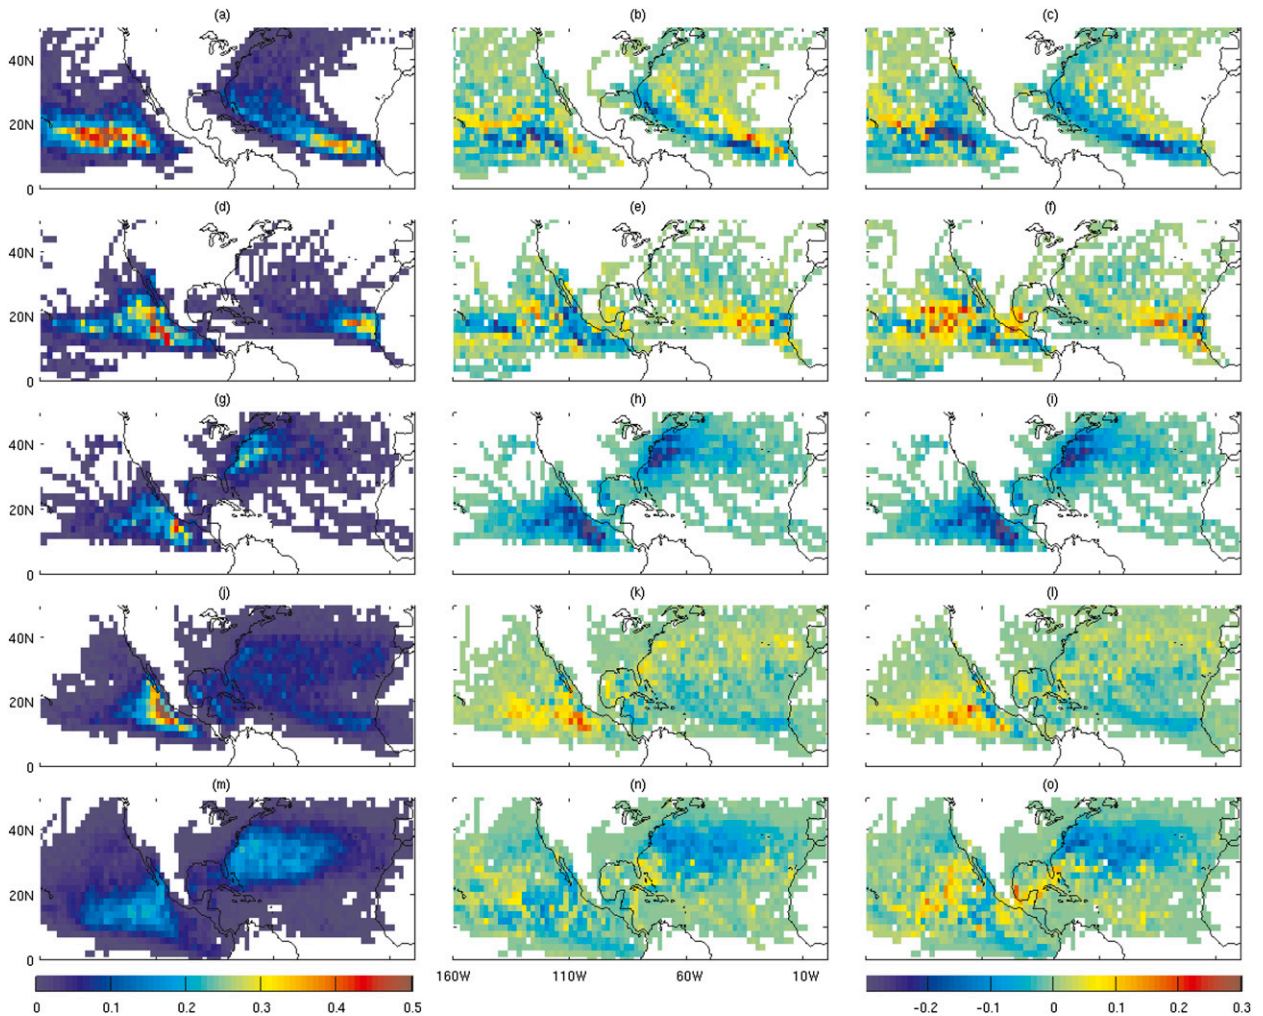 (a) (b) (c)
40N
20N
0
(d) (e) (f)
40N
20N
0
(g) (h) (i)
40N
20N
0
(j) (k) (l)
40N
20N
0
(m) (n) (o)
40N
20N
0
160W 110W 60W 10W
0 0.1 0.2 0.3 0.4 0.5
-0.2 -0.1 0 0.1 0.2 0.3